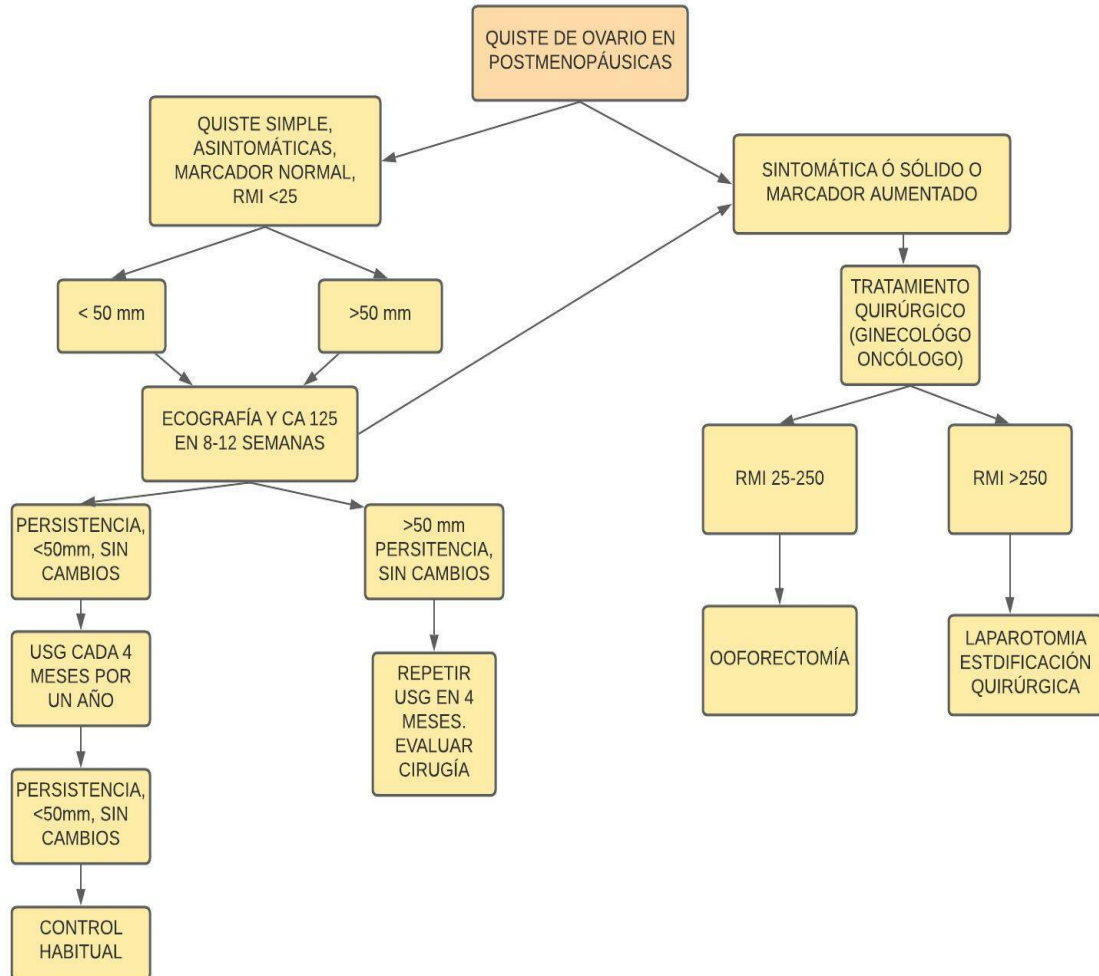 QUISTE DE OVARIO EN
POSTMENOPÁUSICAS
QUISTE SIMPLE,
ASINTOMÁTICAS,
MARCADOR NORMAL,
RMI <25
SINTOMÁTICA Ó SÓLIDO O
MARCADOR AUMENTADO
< 50 mm
>50 mm
TRATAMIENTO
QUIRÚRGICO
(GINECOLÓGO
ONCÓLOGO)
ECOGRAFÍA Y CA 125
EN 8-12 SEMANAS
RMI 25-250
RMI >250
PERSISTENCIA,
<50mm, SIN
CAMBIOS
>50 mm
PERSITENCIA,
SIN CAMBIOS
USG CADA 4
MESES POR
UN AÑO
REPETIR
USG EN 4
MESES.
EVALUAR
CIRUGÍA
OOFORECTOMÍA
LAPAROTOMIA
ESTDIFICACIÓN
QUIRÚRGICA
PERSISTENCIA,
<50mm, SIN
CAMBIOS
CONTROL
HABITUAL